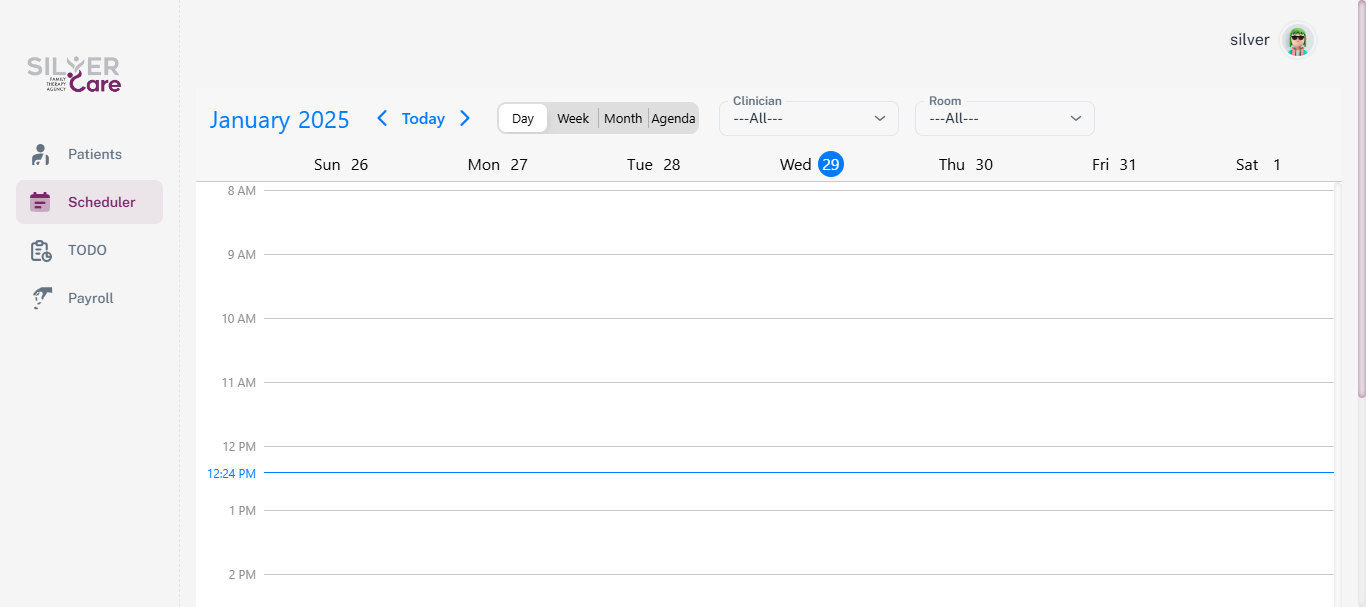 silver
SILVER
FAMILY
THERAPY
AGENCY
Care
Patients
Scheduler
TODO
Payroll
January 2025
Today
Day Week Month Agenda
Clinician
---All---
Room
---All---
Sun 26 Mon 27 Tue 28 Wed 29 Thu 30 Fri 31 Sat 1
8 AM
9 AM
10 AM
11 AM
12 PM
12:24 PM
1 PM
2 PM